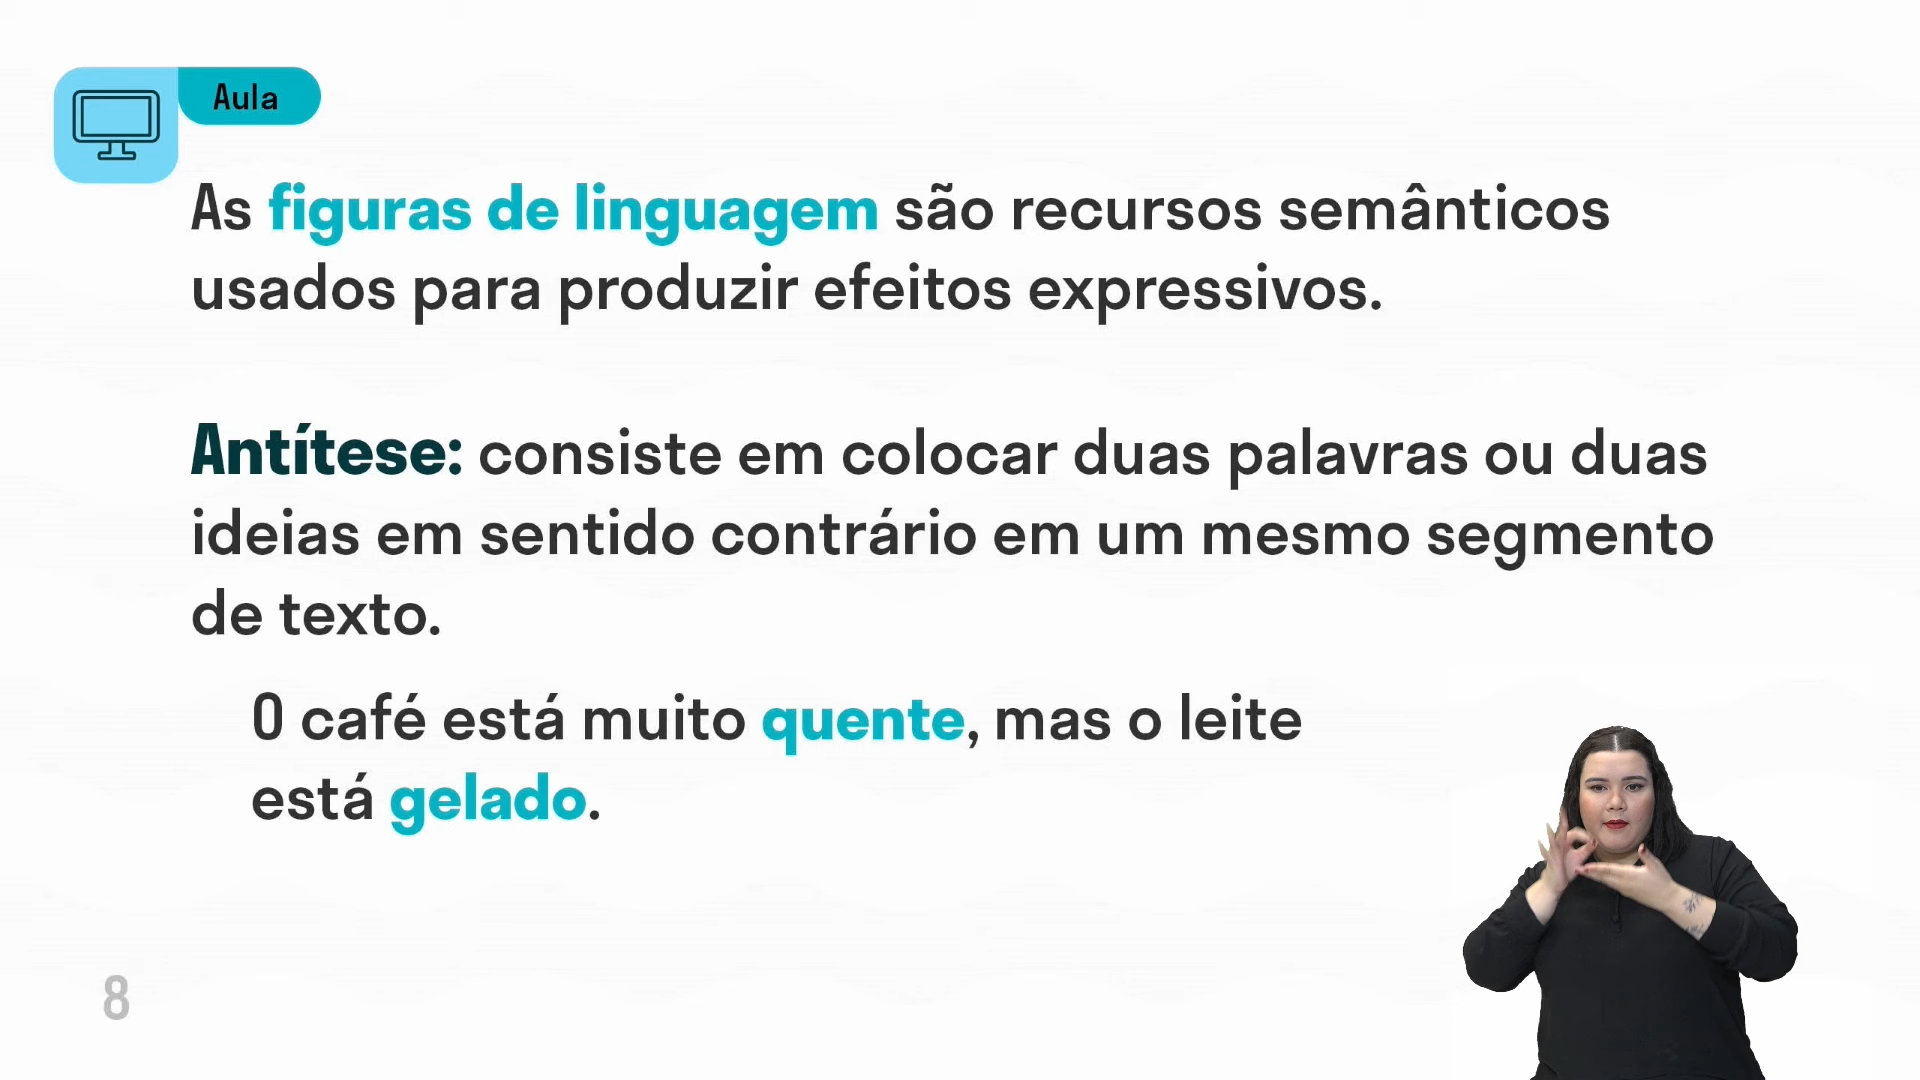 Aula
As figuras de linguagem são recursos semânticos
usados para produzir efeitos expressivos.
Antítese: consiste em colocar duas palavras ou duas
ideias em sentido contrário em um mesmo segmento
de texto.
O café está muito quente, mas o leite
está gelado.
8